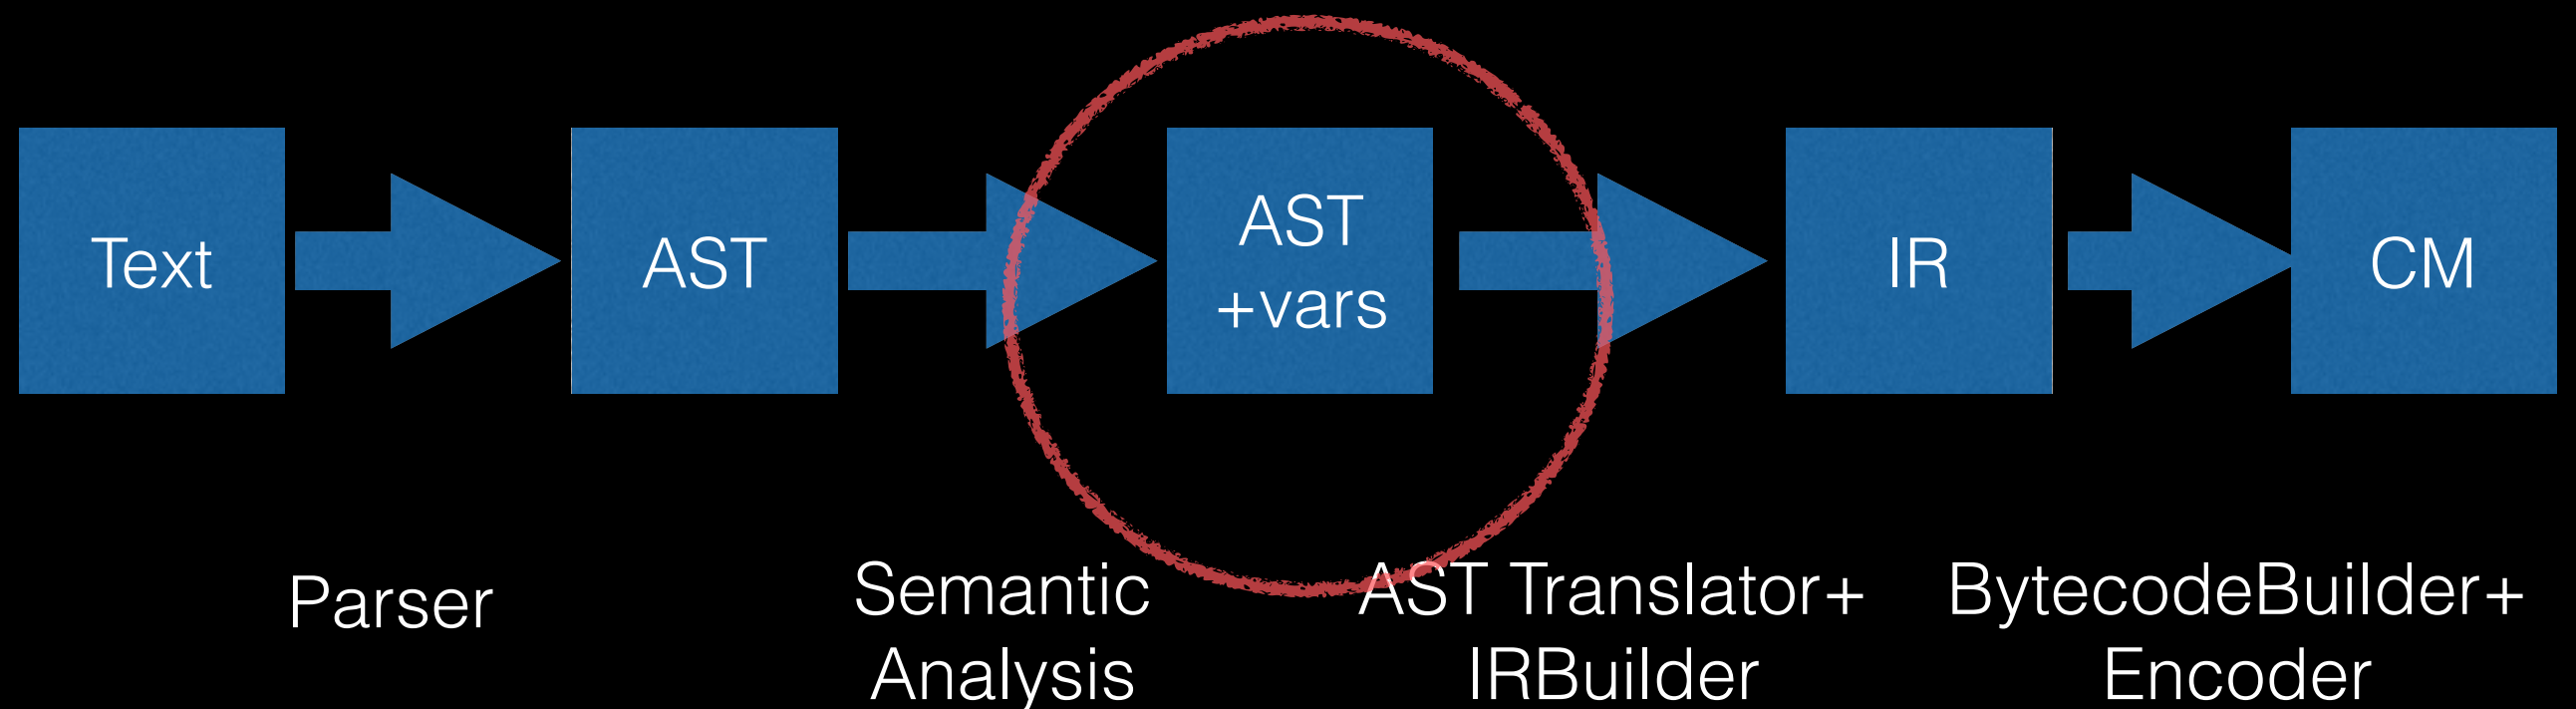 Text
AST
AST
+vars
IR
CM
Parser
Semantic
Analysis
AST Translator+
IRBuilder
BytecodeBuilder+
Encoder